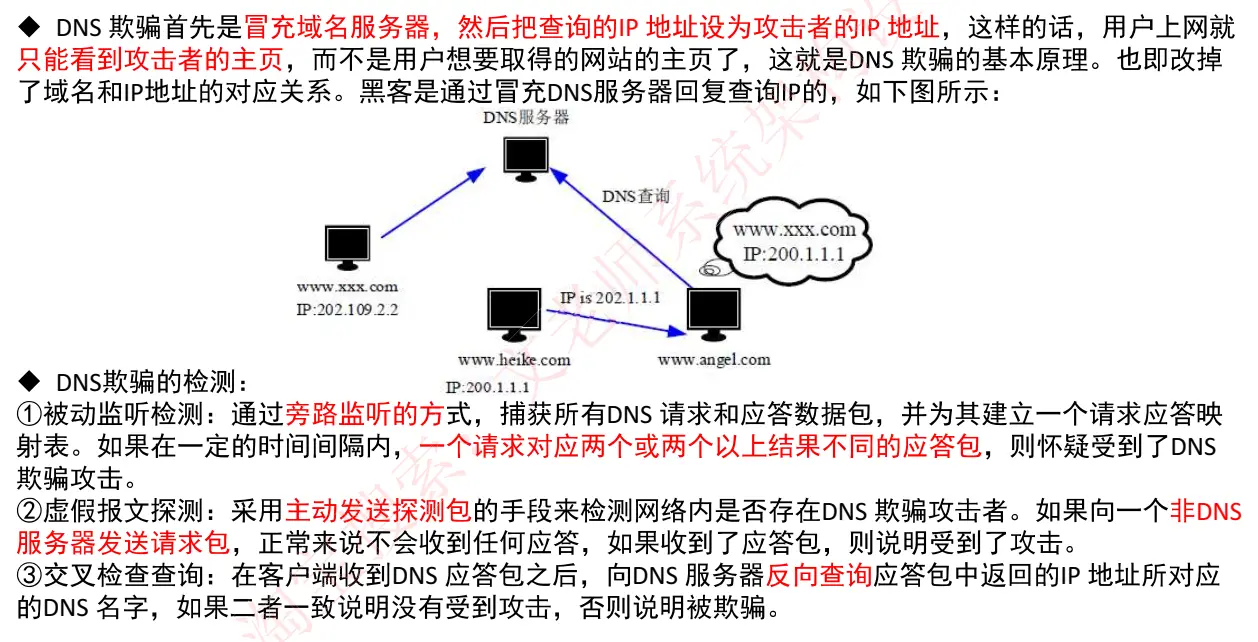 ◆ DNS 欺骗首先是冒充域名服务器，然后把查询的IP 地址设为攻击者的IP 地址，这样的话，用户上网就
只能看到攻击者的主页，而不是用户想要取得的网站的主页了，这就是DNS 欺骗的基本原理。也即改掉
了域名和IP地址的对应关系。黑客是通过冒充DNS服务器回复查询IP的，如下图所示：
DNS服务器
DNS查询
www.xxx.com
IP:200.1.1.1
www.xxx.com
IP:202.109.2.2
IP is 202.1.1.1
www.heike.com
www.angel.com
IP:200.1.1.1
◆ DNS欺骗的检测：
①被动监听检测：通过旁路监听的方式，捕获所有DNS 请求和应答数据包，并为其建立一个请求应答映
射表。如果在一定的时间间隔内，一个请求对应两个或两个以上结果不同的应答包，则怀疑受到了DNS
欺骗攻击。
②虚假报文探测：采用主动发送探测包的手段来检测网络内是否存在DNS 欺骗攻击者。如果向一个非DNS
服务器发送请求包，正常来说不会收到任何应答，如果收到了应答包，则说明受到了攻击。
③交叉检查查询：在客户端收到DNS 应答包之后，向DNS 服务器反向查询应答包中返回的IP 地址所对应
的DNS 名字，如果二者一致说明没有受到攻击，否则说明被欺骗。